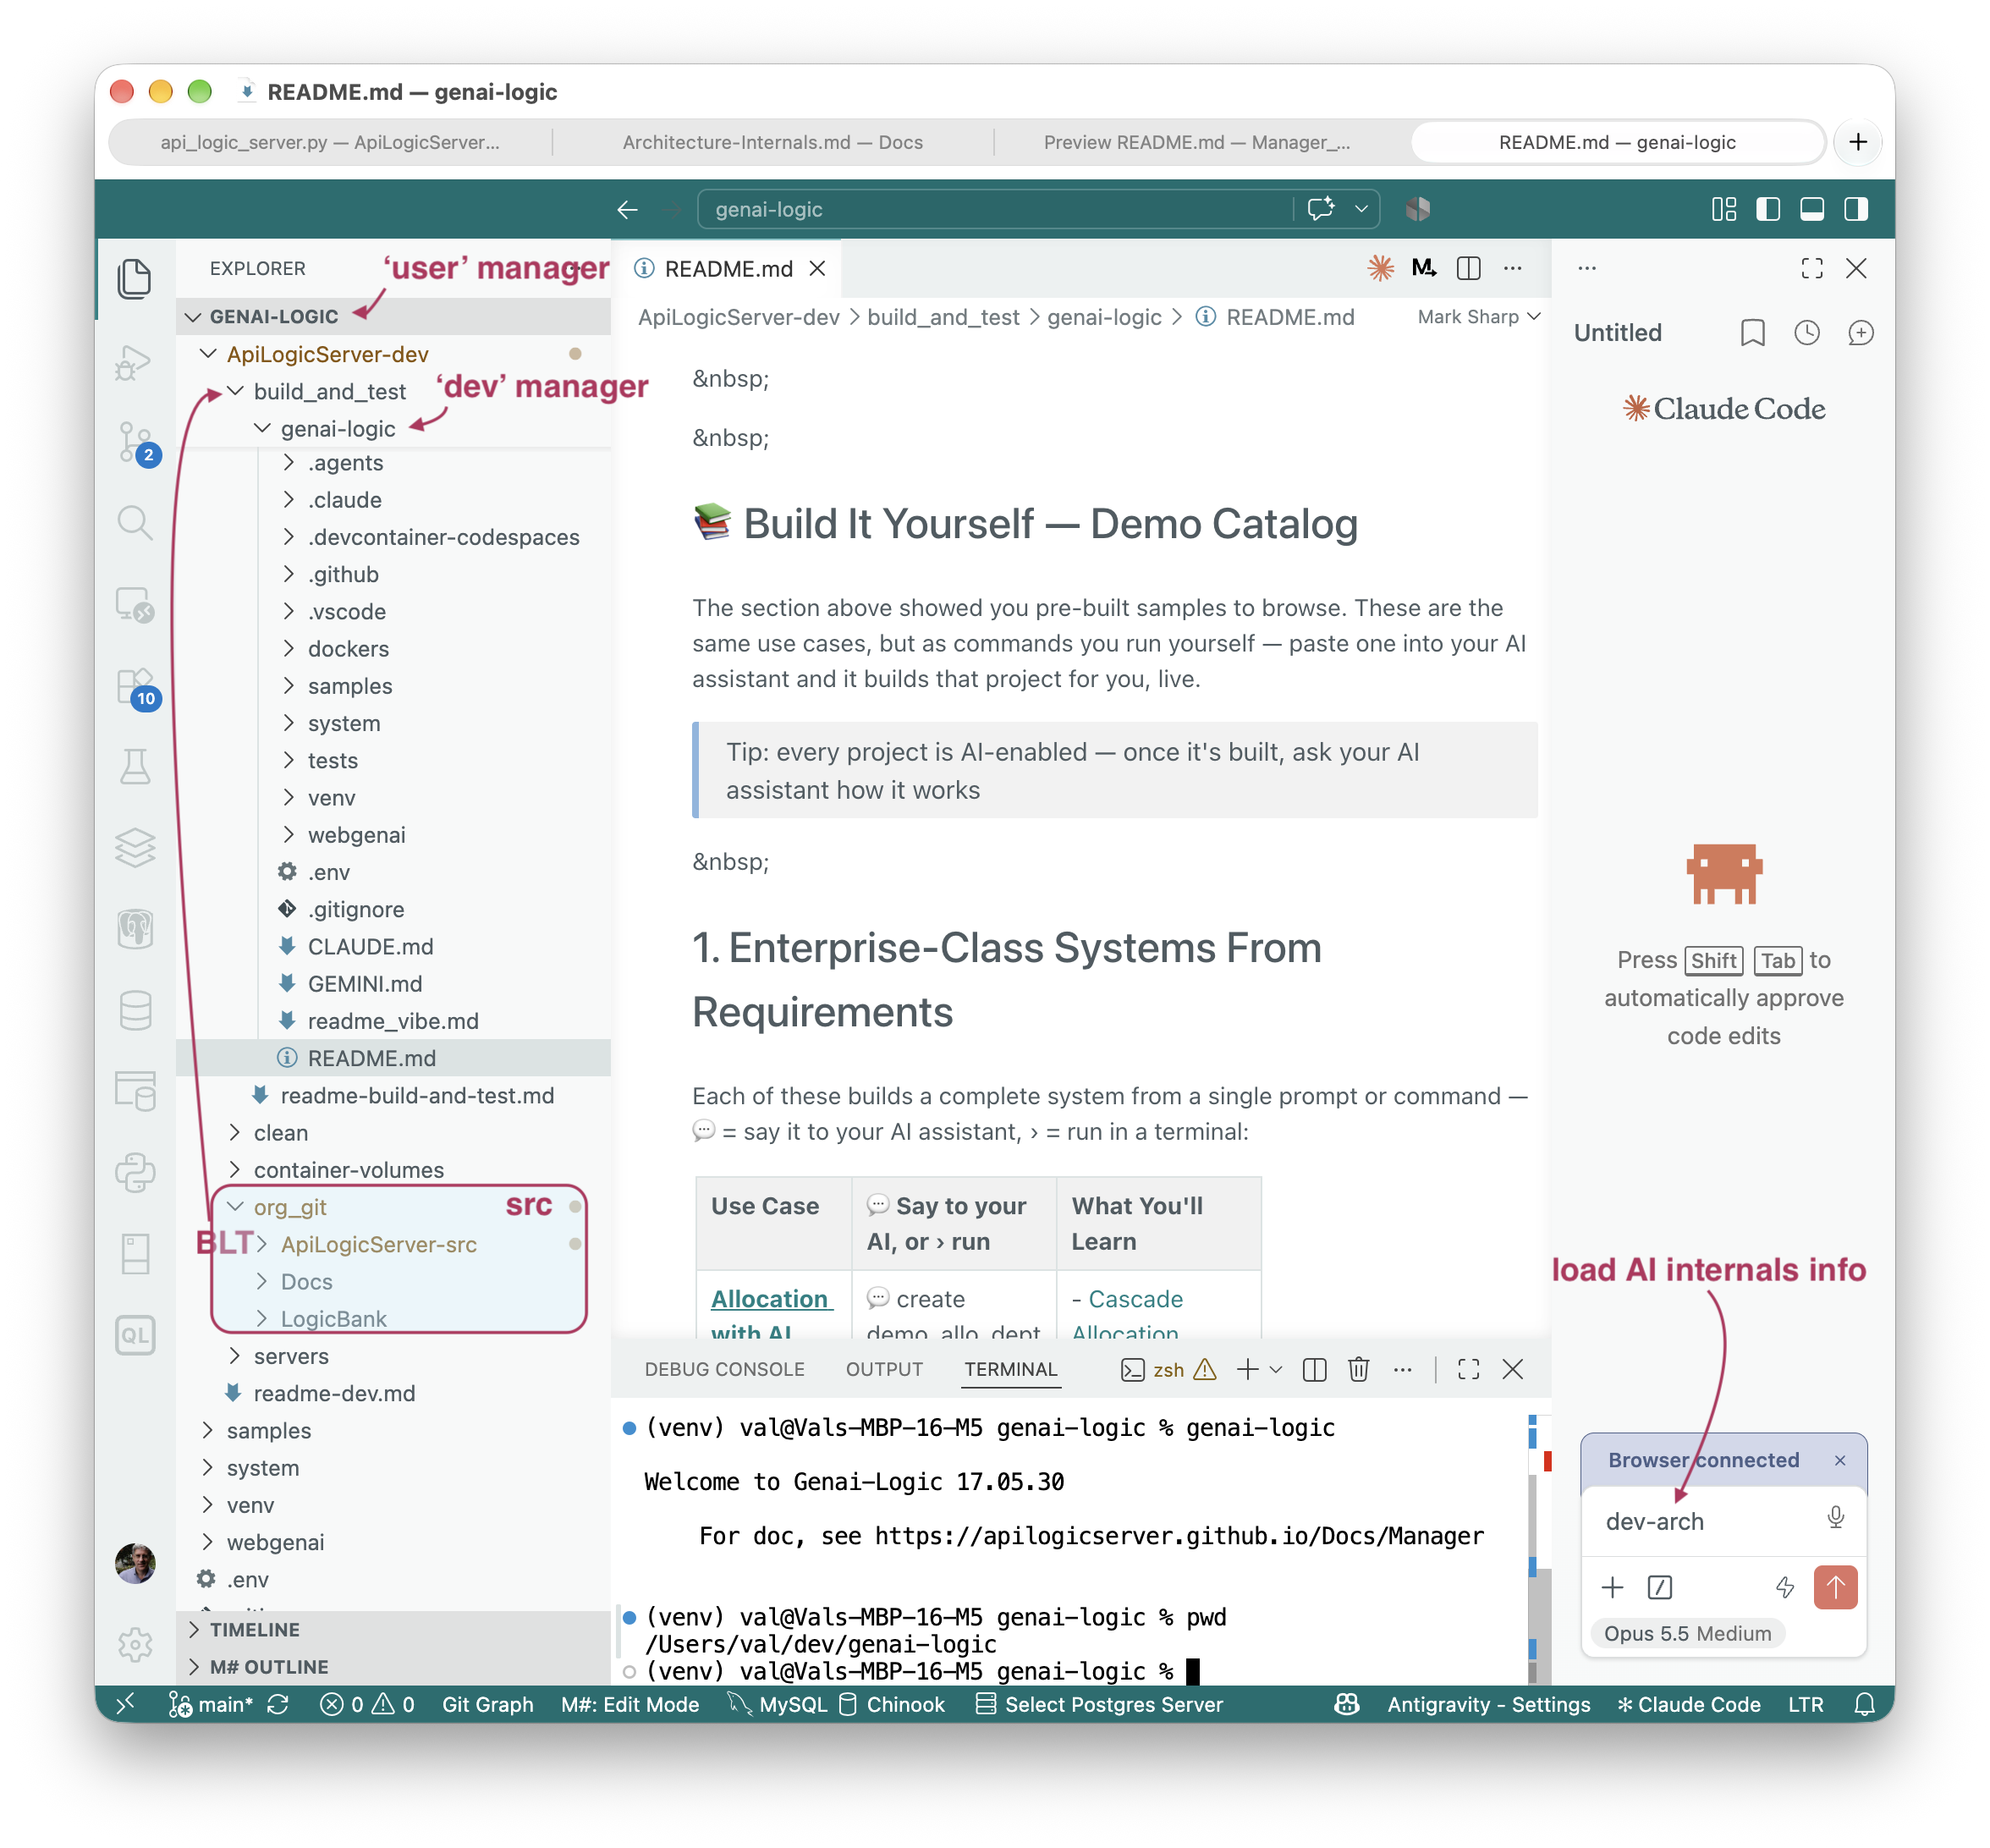 README.md — genai-logic
api_logic_server.py — ApiLogicServer...
Architecture-Internals.md — Docs
Preview README.md — Manager_...
README.md — genai-logic
genai-logic
EXPLORER
‘user’ manager
GENAI-LOGIC
ApiLogicServer-dev
build_and_test
‘dev’ manager
genai-logic
.agents
.claude
.devcontainer-codespaces
.github
.vscode
dockers
samples
system
tests
venv
webgenai
.env
.gitignore
CLAUDE.md
GEMINI.md
readme_vibe.md
README.md
readme-build-and-test.md
clean
container-volumes
org_git
src
BLT
ApiLogicServer-src
Docs
LogicBank
servers
readme-dev.md
samples
system
venv
webgenai
.env
TIMELINE
M# OUTLINE
2
10
QL
README.md
M
ApiLogicServer-dev > build_and_test > genai-logic > README.md
Mark Sharp
&nbsp;
&nbsp;
Build It Yourself — Demo Catalog
The section above showed you pre-built samples to browse. These are the
same use cases, but as commands you run yourself — paste one into your AI
assistant and it builds that project for you, live.
Tip: every project is AI-enabled — once it's built, ask your AI
assistant how it works
&nbsp;
1. Enterprise-Class Systems From
Requirements
Each of these builds a complete system from a single prompt or command —
= say it to your AI assistant, › = run in a terminal:
Use Case
Say to your
AI, or › run
What You'll
Learn
Allocation
with AI
create
demo_allo_dept
- Cascade
Allocation
DEBUG CONSOLE
OUTPUT
TERMINAL
zsh
(venv) val@Vals-MBP-16-M5 genai-logic % genai-logic
Welcome to Genai-Logic 17.05.30
For doc, see https://apilogicserver.github.io/Docs/Manager
(venv) val@Vals-MBP-16-M5 genai-logic % pwd
/Users/val/dev/genai-logic
(venv) val@Vals-MBP-16-M5 genai-logic %
Untitled
Claude Code
Press Shift Tab to
automatically approve
code edits
load AI internals info
Browser connected
dev-arch
Opus 5.5 Medium
main*
0
0
Git Graph
M#: Edit Mode
MySQL
Chinook
Select Postgres Server
Antigravity - Settings
Claude Code
LTR